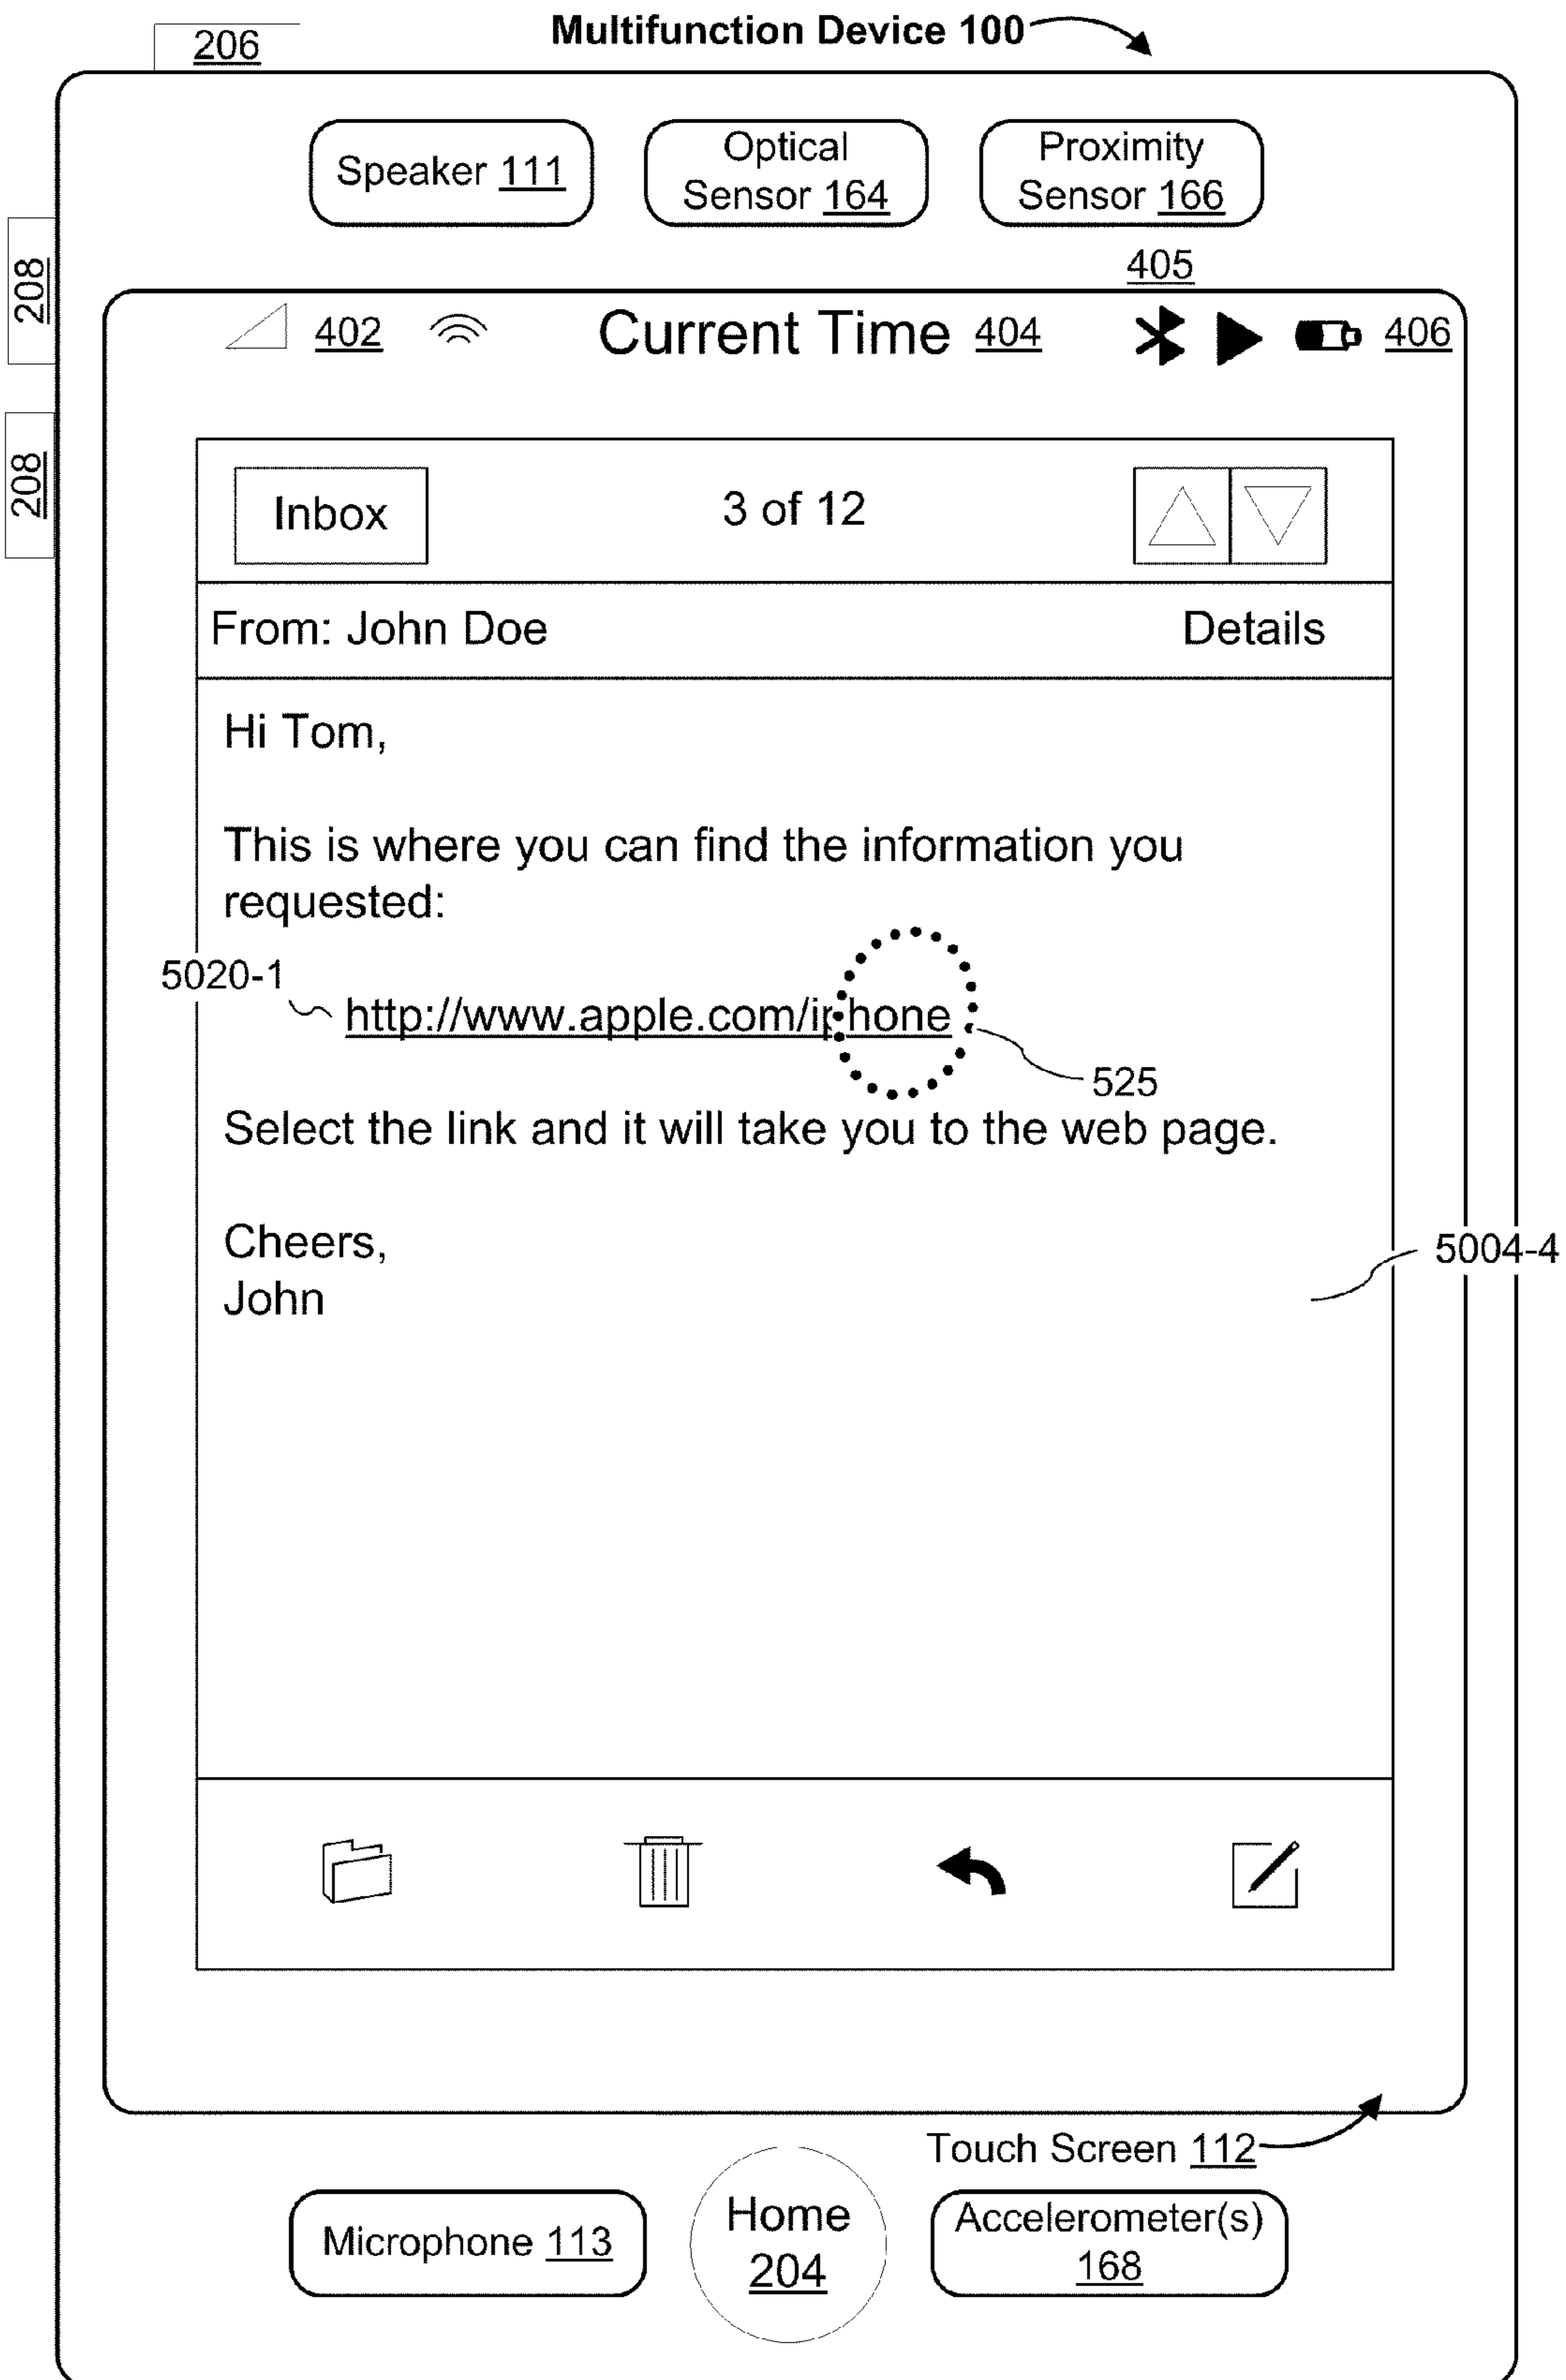 Multifunction Device 100
206
Speaker 111
Optical
Sensor 164
Proximity
Sensor 166
208
208
405
402
Current Time 404
406
Inbox
3 of 12
From: John Doe
Details
Hi Tom,
This is where you can find the information you
requested:
5020-1
http://www.apple.com/iphone
525
Select the link and it will take you to the web page.
Cheers,
John
5004-4
Touch Screen 112
Microphone 113
Home
204
Accelerometer(s)
168